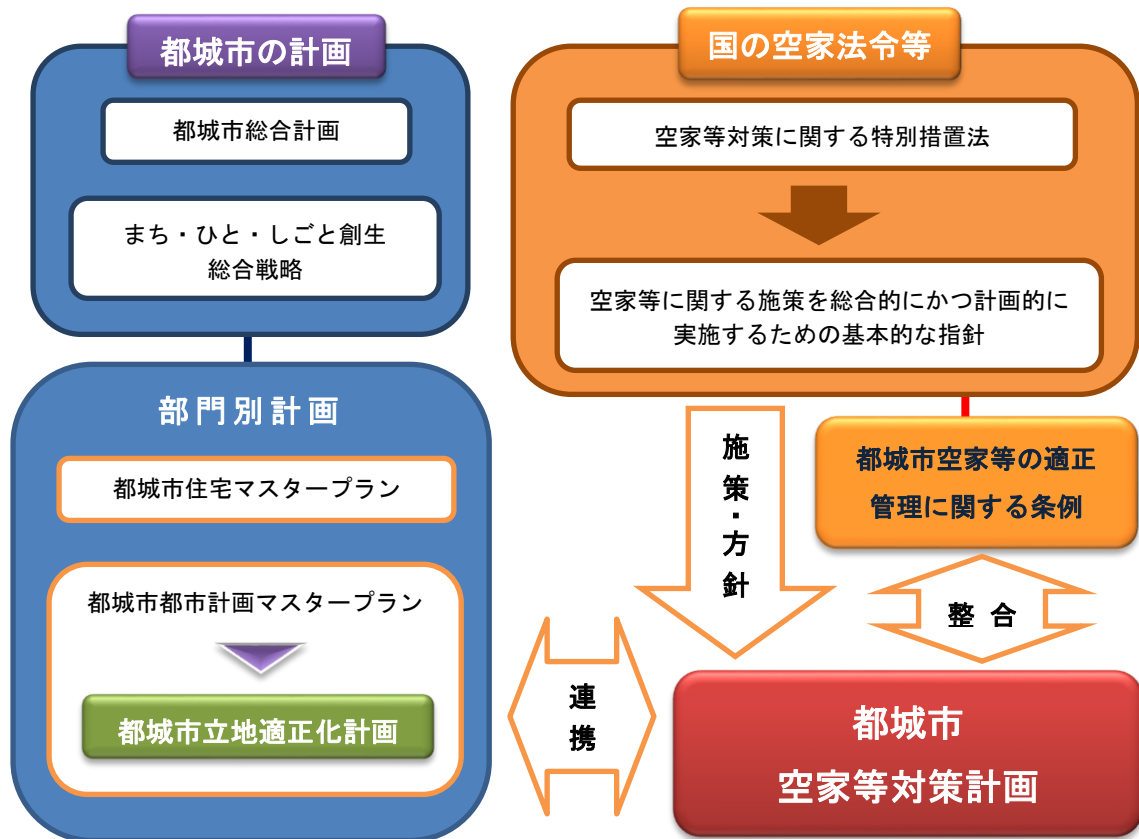 都城市の計画
都城市総合計画
まち・ひと・しごと創生
総合戦略
部門別計画
都城市住宅マスタープラン
都城市都市計画マスタープラン
都城市立地適正化計画
国の空家法令等
空家等対策に関する特別措置法
空家等に関する施策を総合的にかつ計画的に
実施するための基本的な指針
施策・方針
都城市空家等の適正
管理に関する条例
整合
連携
都城市
空家等対策計画